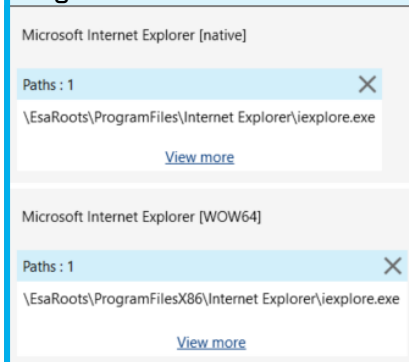 Microsoft Internet Explorer [native]
Paths : 1
\EsaRoots\ProgramFiles\Internet Explorer\iexplore.exe
View more
Microsoft Internet Explorer [WOW64]
Paths : 1
\EsaRoots\ProgramFilesX86\Internet Explorer\iexplore.exe
View more